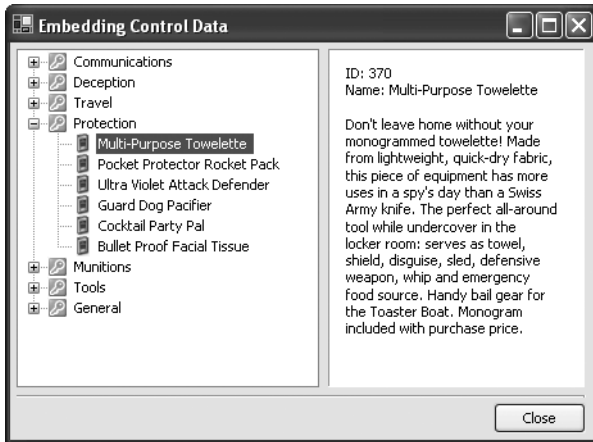 Embedding Control Data
Communications
Deception
Travel
Protection
Multi-Purpose Towelette
Pocket Protector Rocket Pack
Ultra Violet Attack Defender
Guard Dog Pacifier
Cocktail Party Pal
Bullet Proof Facial Tissue
Munitions
Tools
General
ID: 370
Name: Multi-Purpose Towelette
Don't leave home without your
monogrammed towelette! Made
from lightweight, quick-dry fabric,
this piece of equipment has more
uses in a spy's day than a Swiss
Army knife. The perfect all-around
tool while undercover in the
locker room: serves as towel,
shield, disguise, sled, defensive
weapon, whip and emergency
food source. Handy bail gear for
the Toaster Boat. Monogram
included with purchase price.
Close